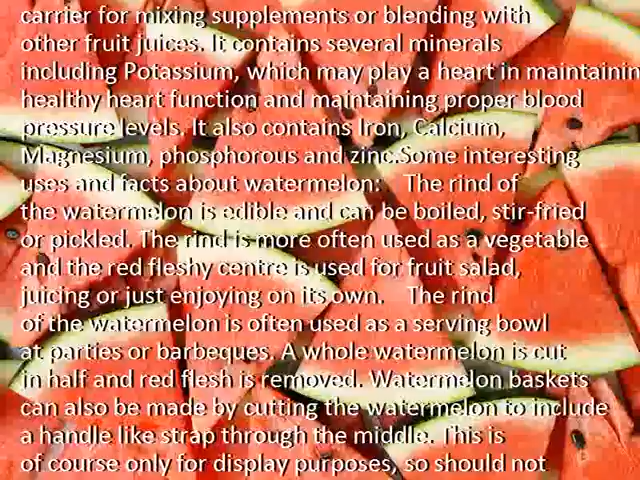 carrier for mixing supplements or blending with
other fruit juices. It contains several minerals
including Potassium, which may play a heart in maintainin
healthy heart function and maintaining proper blood
pressure levels. It also contains Iron, Calcium,
Magnesium, phosphorous and zinc.Some interesting
uses and facts about watermelon:    The rind of
the watermelon is edible and can be boiled, stir-fried
or pickled. The rind is more often used as a vegetable
and the red fleshy centre is used for fruit salad,
juicing or just enjoying on its own.    The rind
of the watermelon is often used as a serving bowl
at parties or barbeques. A whole watermelon is cut
in half and red flesh is removed. Watermelon baskets
can also be made by cutting the watermelon to include
a handle like strap through the middle. This is
of course only for display purposes, so should not